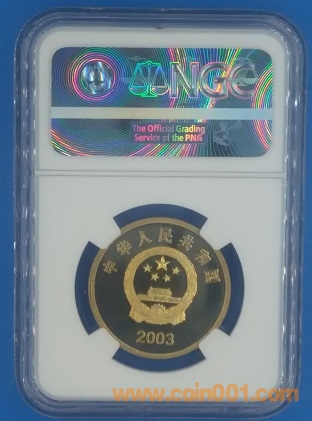 NGC
The Official Grading
Service of the PNG
中华人民共和国
2003
www.coin001.com